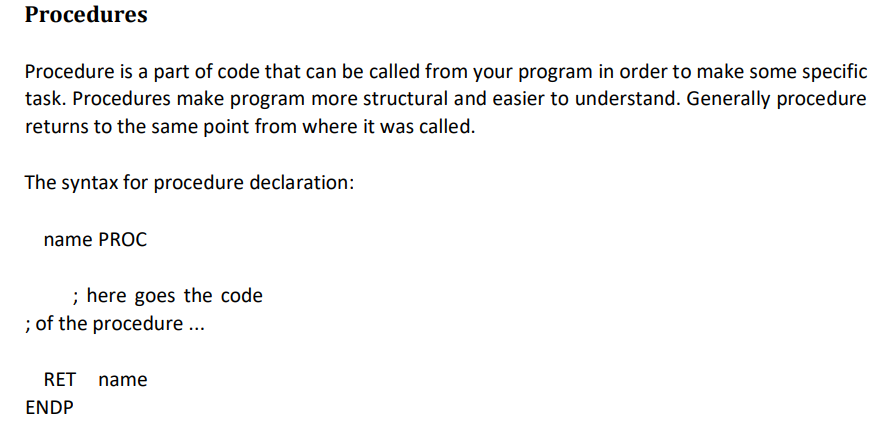 Procedures
Procedure is a part of code that can be called from your program in order to make some specific
task. Procedures make program more structural and easier to understand. Generally procedure
returns to the same point from where it was called.
The syntax for procedure declaration:
name PROC
; here goes the code
; of the procedure ...
RET name
ENDP